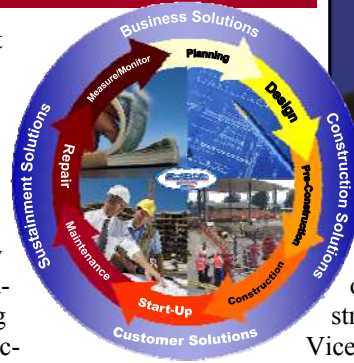 Business Solutions
Planning
Design
Construction Solutions
Pre-Construction
Construction
Customer Solutions
Start-Up
Maintenance
Sustainment Solutions
Repair
Measure/Monitor
t
-
g
c-
str
Vice